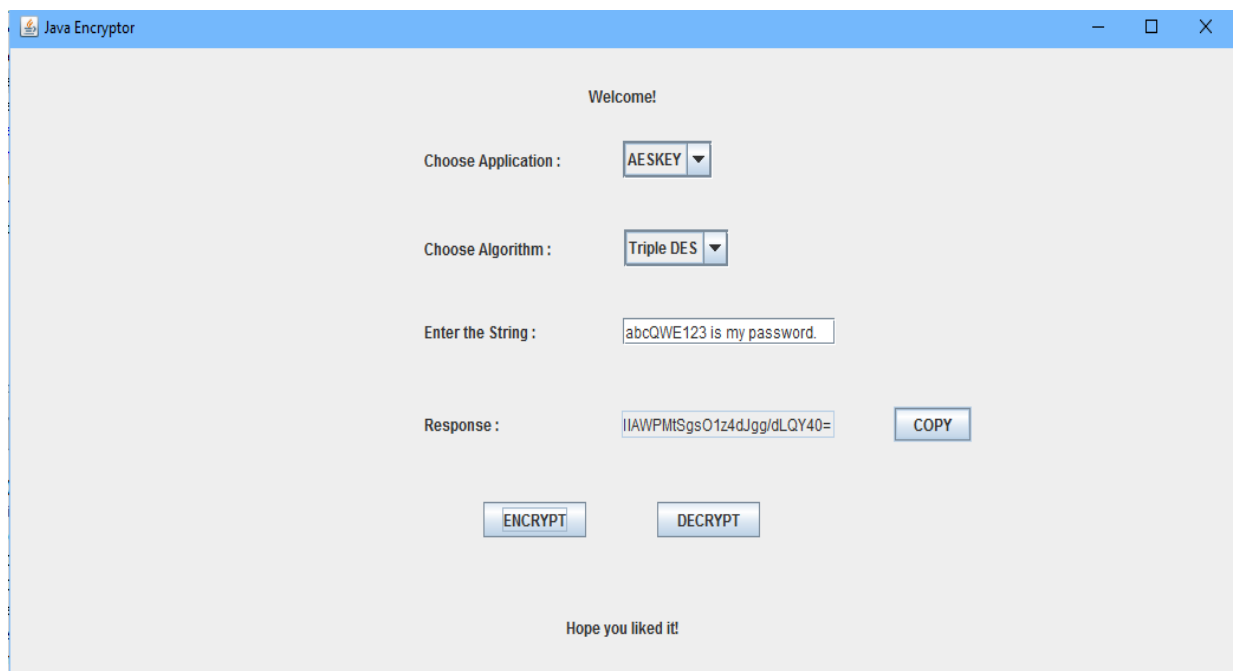 Java Encryptor
Welcome!
Choose Application : AESKEY
Choose Algorithm : Triple DES
Enter the String : abcQWE123 is my password.
Response : IIAWPMtSgsO1z4dJgg/dLQY40= COPY
ENCRYPT DECRYPT
Hope you liked it!